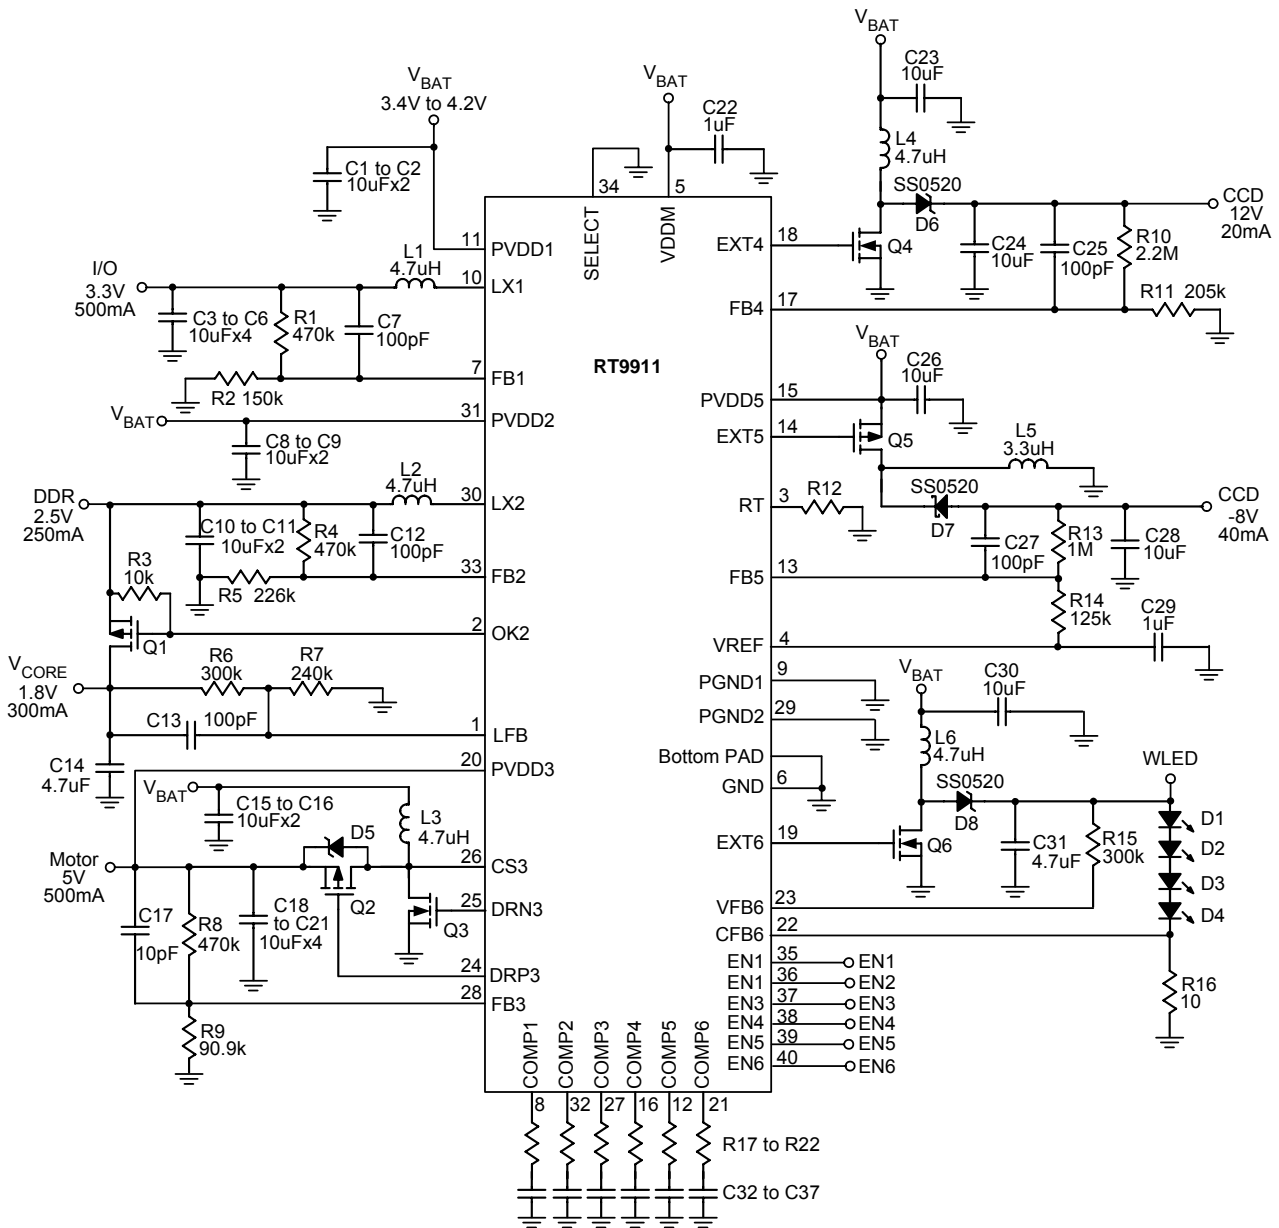 V_BAT
3.4V to 4.2V
C1 to C2
10uFx2
V_BAT
C22
1uF
34
5
SELECT
VDDM
V_BAT
C23
10uF
L4
4.7uH
SS0520
D6
CCD
12V
20mA
11
PVDD1
I/O
3.3V
500mA
L1
4.7uH
10
LX1
C3 to C6
10uFx4
R1
470k
C7
100pF
7
FB1
R2 150k
RT9911
EXT4
18
Q4
C24
10uF
C25
100pF
R10
2.2M
FB4
17
R11 205k
V_BAT
31
PVDD2
C8 to C9
10uFx2
V_BAT
C26
10uF
PVDD5
15
EXT5
14
Q5
L5
3.3uH
DDR
2.5V
250mA
L2
4.7uH
30
LX2
C10 to C11
10uFx2
R4
470k
C12
100pF
33
FB2
R5 226k
R3
10k
2
OK2
Q1
RT
3
R12
SS0520
D7
CCD
-8V
40mA
C27
100pF
R13
1M
C28
10uF
FB5
13
R14
125k
C29
1uF
VREF
4
V_CORE
1.8V
300mA
R6
300k
R7
240k
C13
100pF
1
LFB
C14
4.7uF
20
PVDD3
PGND1
9
PGND2
29
Bottom PAD
GND
6
V_BAT
C30
10uF
L6
4.7uH
SS0520
D8
WLED
V_BAT
C15 to C16
10uFx2
L3
4.7uH
D5
Motor
5V
500mA
26
CS3
Q2
25
DRN3
Q3
C17
10pF
R8
470k
C18
to C21
10uFx4
24
DRP3
28
FB3
R9
90.9k
EXT6
19
Q6
C31
4.7uF
R15
300k
D1
D2
D3
D4
VFB6
23
CFB6
22
R16
10
EN1
35
EN1
EN1
36
EN2
EN3
37
EN3
EN4
38
EN4
EN5
39
EN5
EN6
40
EN6
COMP1
COMP2
COMP3
COMP4
COMP5
COMP6
8
32
27
16
12
21
R17 to R22
C32 to C37